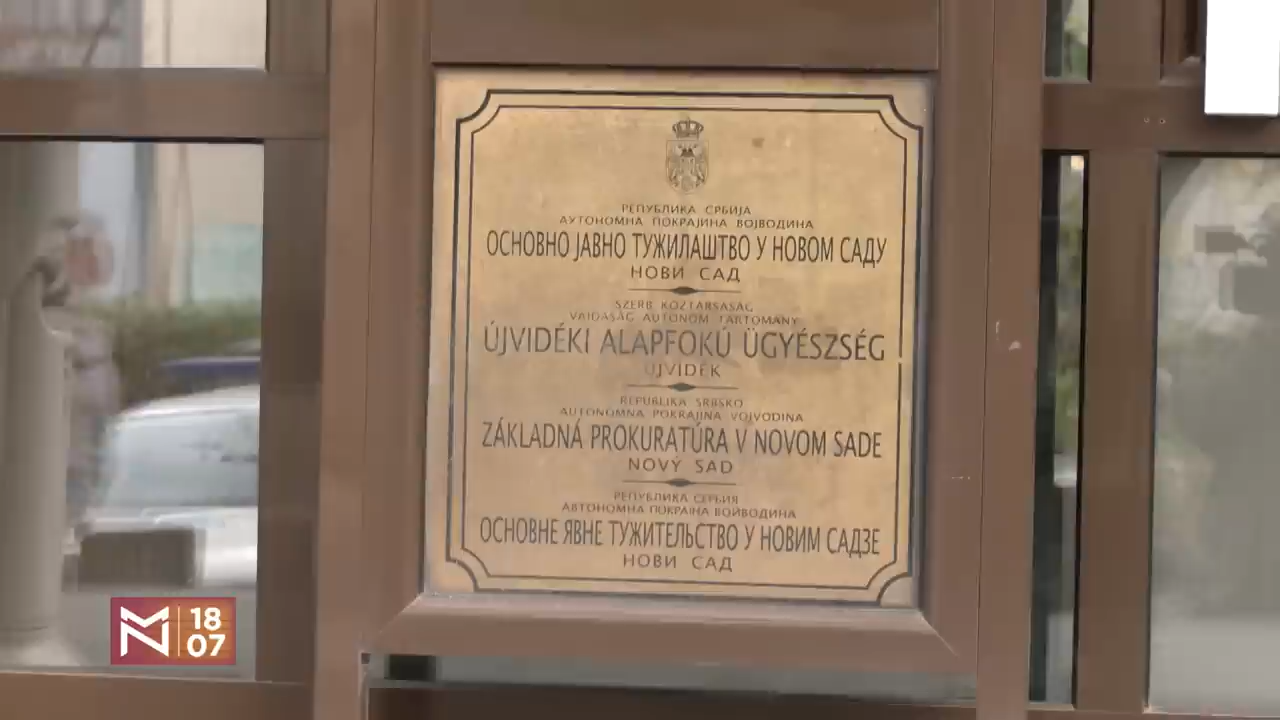 РЕПУБЛИКА СРБИЈА
АУТОНОМНА ПОКРАЈИНА ВОЈВОДИНА
ОСНОВНО ЈАВНО ТУЖИЛАШТВО У НОВОМ САДУ
НОВИ САД
SZERB KÖZTÁRSASÁG
VAJDASÁG AUTONÓM TARTOMÁNY
ÚJVIDÉKI ALAPFOKÚ ÜGYÉSZSÉG
ÚJVIDÉK
REPUBLIKA SRBSKO
AUTONOMNA POKRAJINA VOJVODINA
ZÁKLADNÁ PROKURATÚRA V NOVOM SADE
NOVÝ SAD
РЕПУБЛИКА СЕРБИЯ
АВТОНОМНА ПОКРАЇНА ВОЙВОДИНА
ОСНОВНЕ ЯВНЕ ТУЖИТЕЛЬСТВО У НОВИМ САДЗЕ
НОВИ САД
18
07